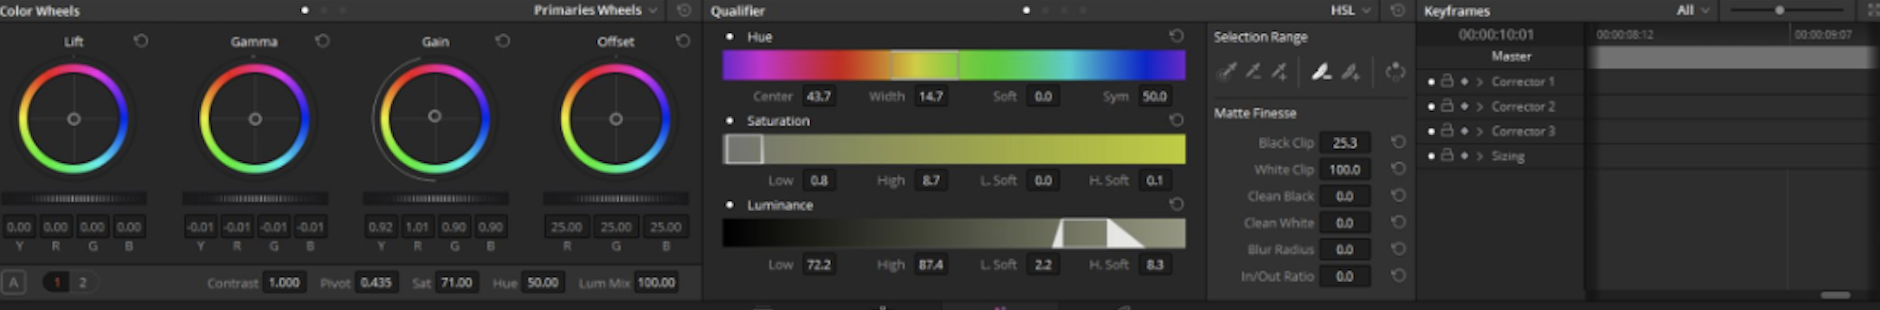 Color Wheels Primaries Wheels Qualifier HSL Keyframes All
Lift Gamma Gain Offset Hue Selection Range 00:00:10:01 00:00:08:12 00:00:09:07
Master
Corrector 1
Center 43.7 Width 14.7 Soft 0.0 Sym 50.0
Corrector 2
Saturation Matte Finesse
Corrector 3
Black Clip 25.3
Sizing
White Clip 100.0
Low 0.8 High 8.7 L. Soft 0.0 H. Soft 0.1
Clean Black 0.0
Luminance
Clean White 0.0
0.00 0.00 0.00 0.00 -0.01 -0.01 -0.01 -0.01 0.92 1.01 0.90 0.90 25.00 25.00 25.00
Y R G B Y R G B Y R G B R G B
Blur Radius 0.0
Low 72.2 High 87.4 L. Soft 2.2 H. Soft 8.3
In/Out Ratio 0.0
A 1 2 Contrast 1.000 Pivot 0.435 Sat 71.00 Hue 50.00 Lum Mix 100.00